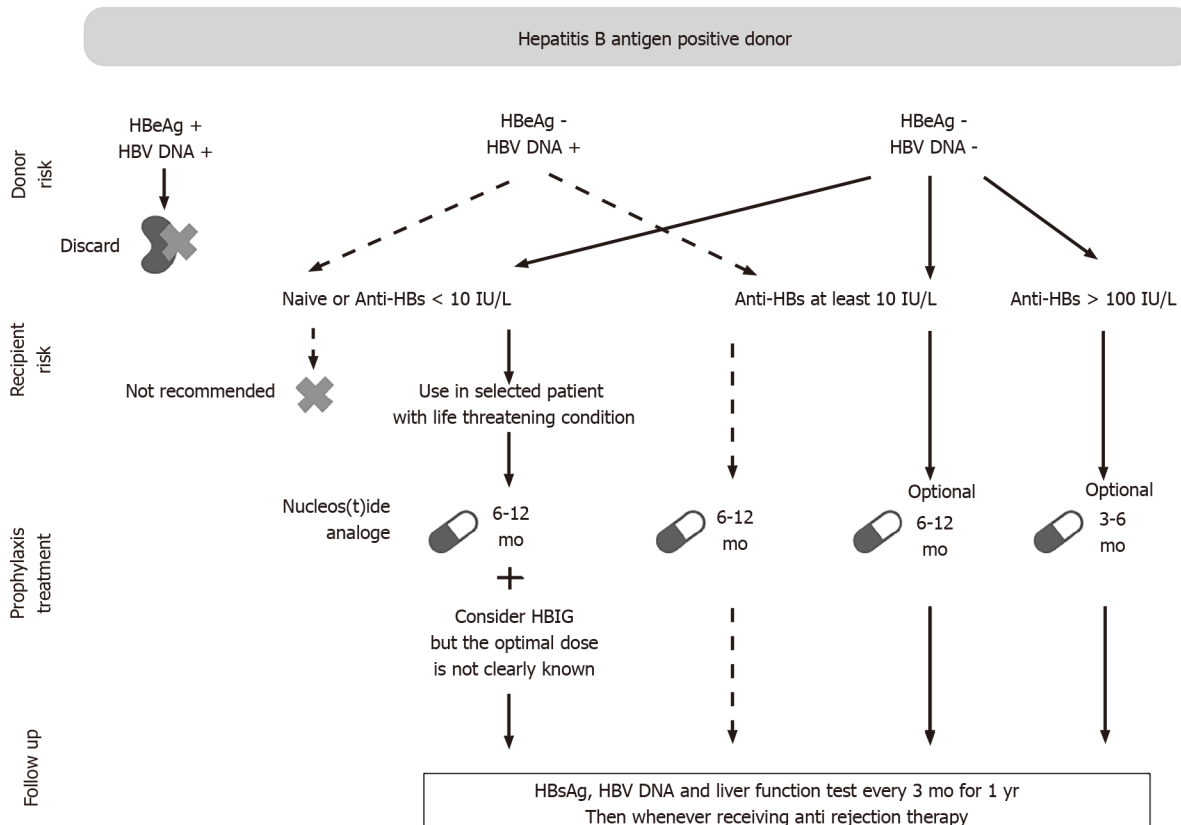 Hepatitis B antigen positive donor
Donor
risk
HBeAg +
HBV DNA +
HBeAg -
HBV DNA +
HBeAg -
HBV DNA -
Discard
Recipient
risk
Naive or Anti-HBs < 10 IU/L
Anti-HBs at least 10 IU/L
Anti-HBs > 100 IU/L
Not recommended
Use in selected patient
with life threatening condition
Prophylaxis
treatment
Nucleos(t)ide
analoge
6-12
mo
6-12
mo
Optional
6-12
mo
Optional
3-6
mo
+
Consider HBIG
but the optimal dose
is not clearly known
Follow up
HBsAg, HBV DNA and liver function test every 3 mo for 1 yr
Then whenever receiving anti rejection therapy